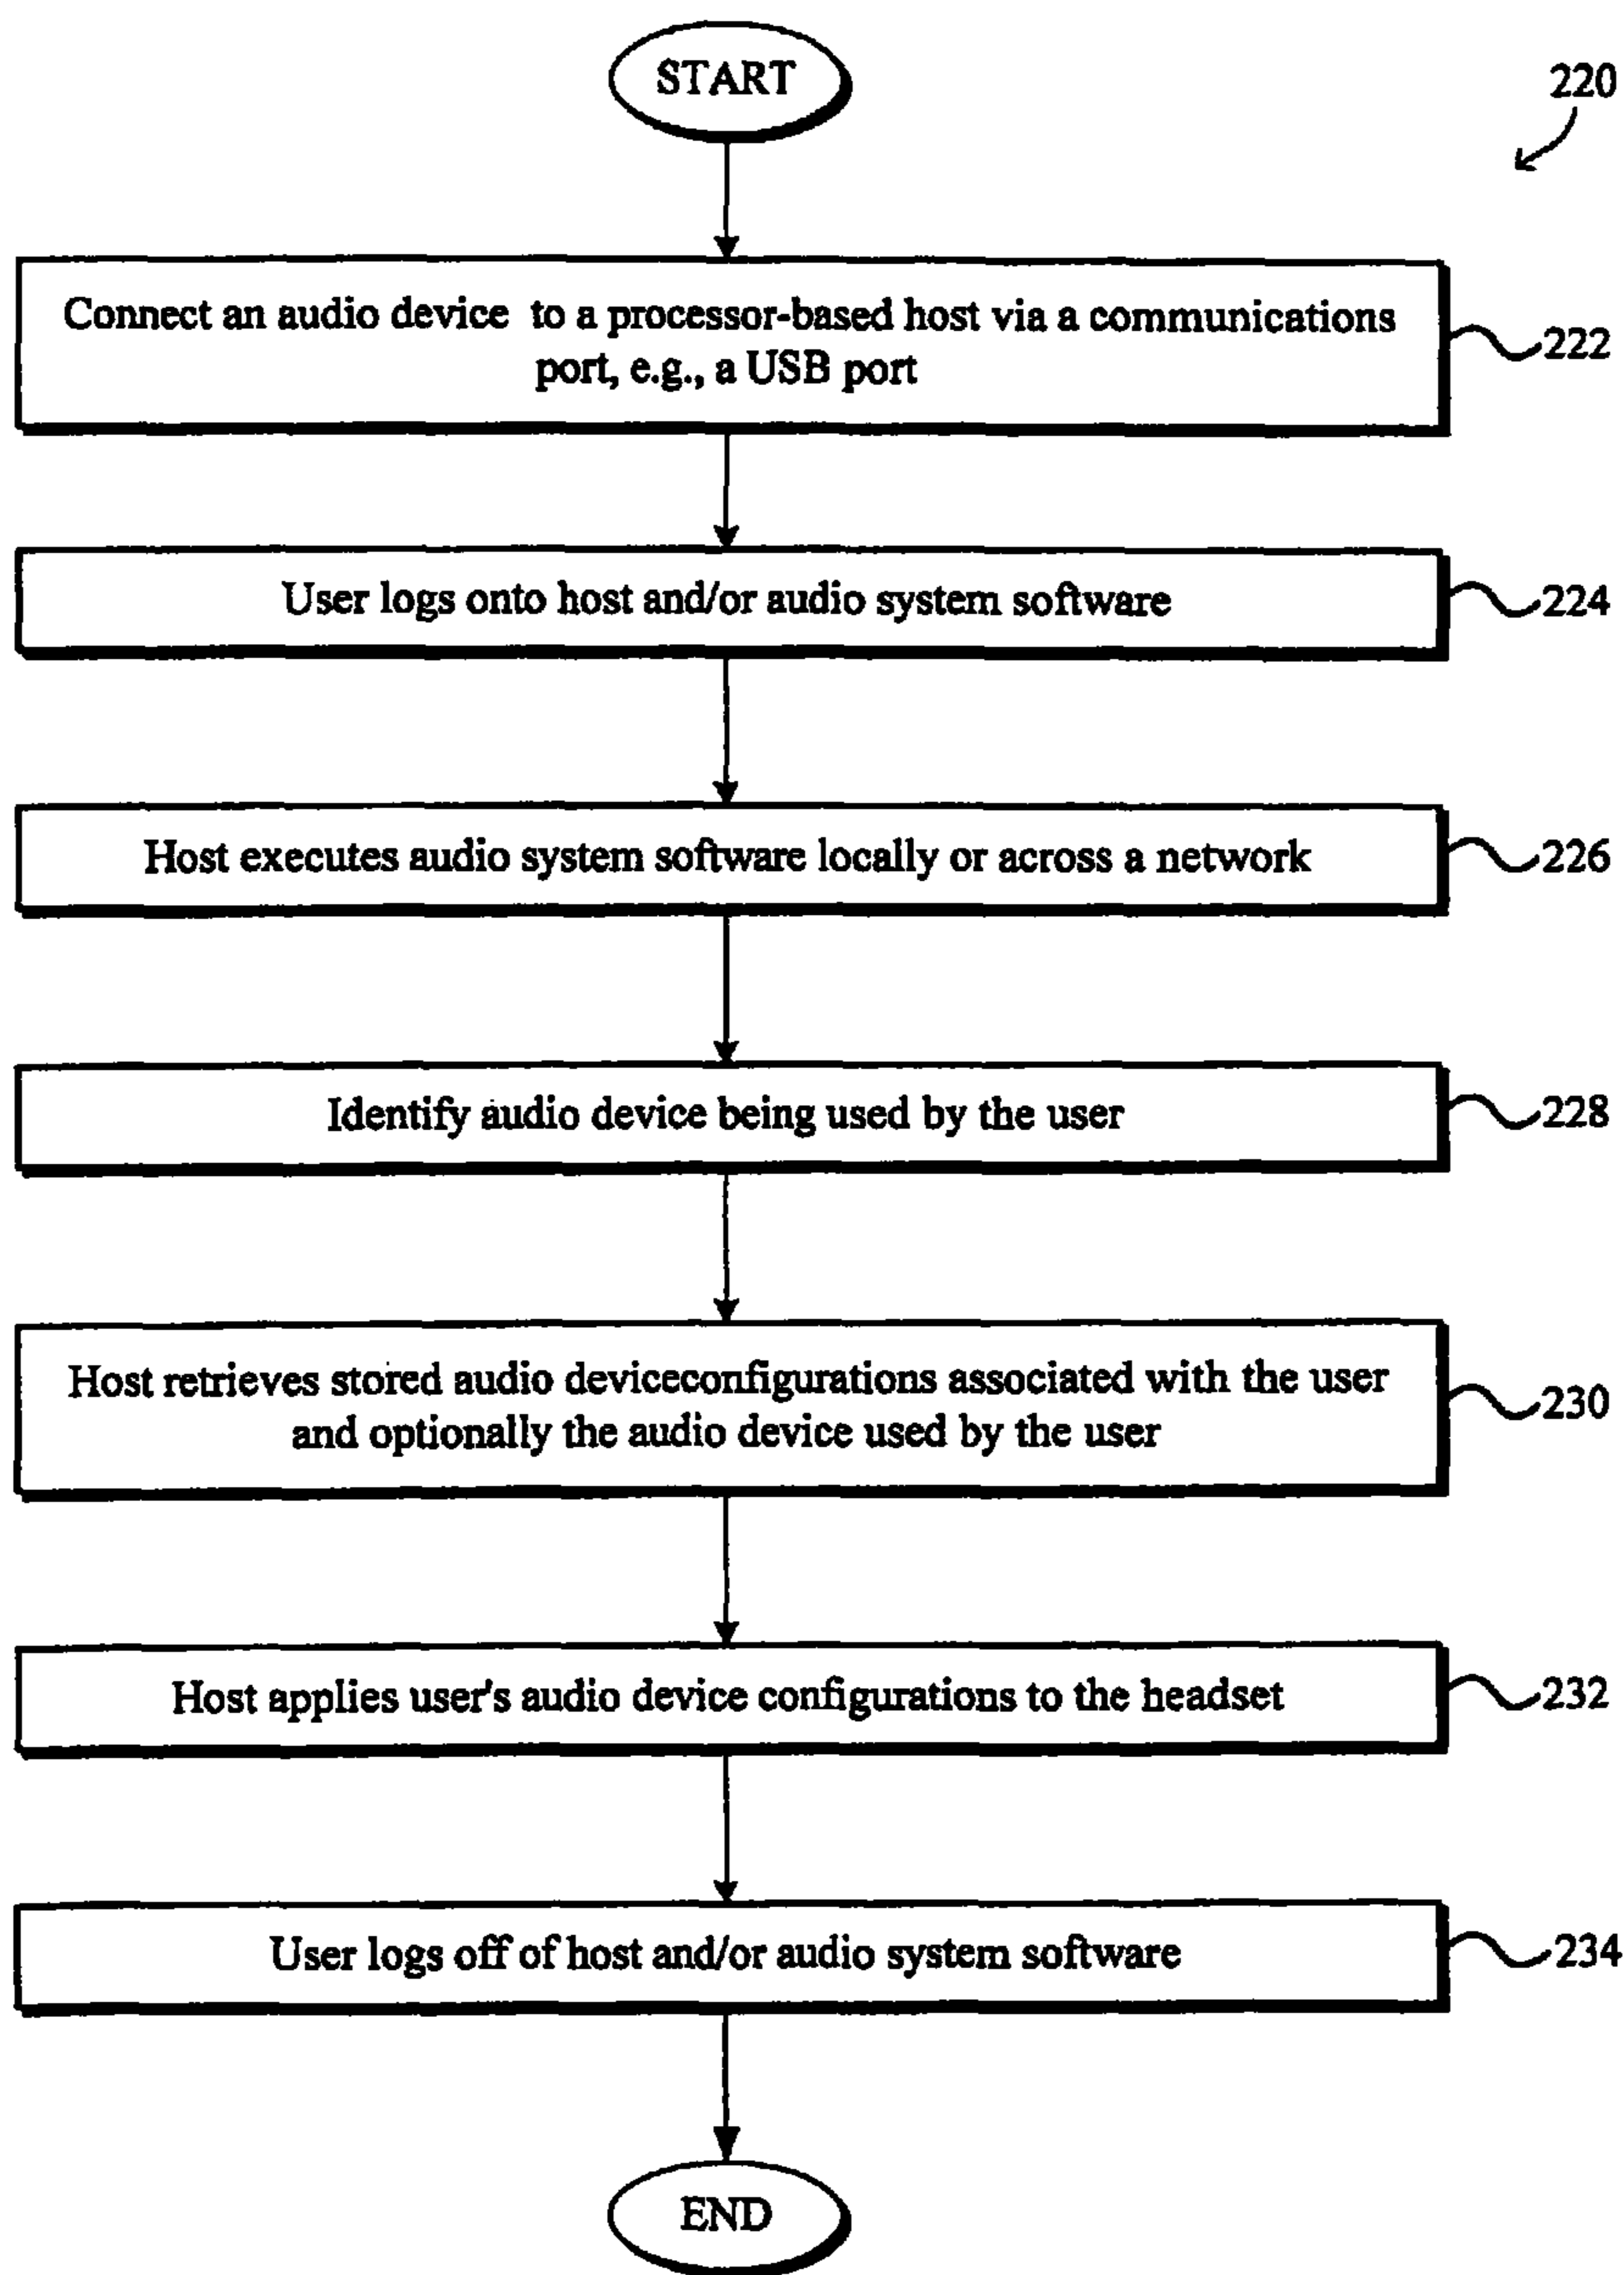 START
220
Connect an audio device to a processor-based host via a communications
port, e.g., a USB port
222
User logs onto host and/or audio system software
224
Host executes audio system software locally or across a network
226
Identify audio device being used by the user
228
Host retrieves stored audio deviceconfigurations associated with the user
and optionally the audio device used by the user
230
Host applies user's audio device configurations to the headset
232
User logs off of host and/or audio system software
234
END